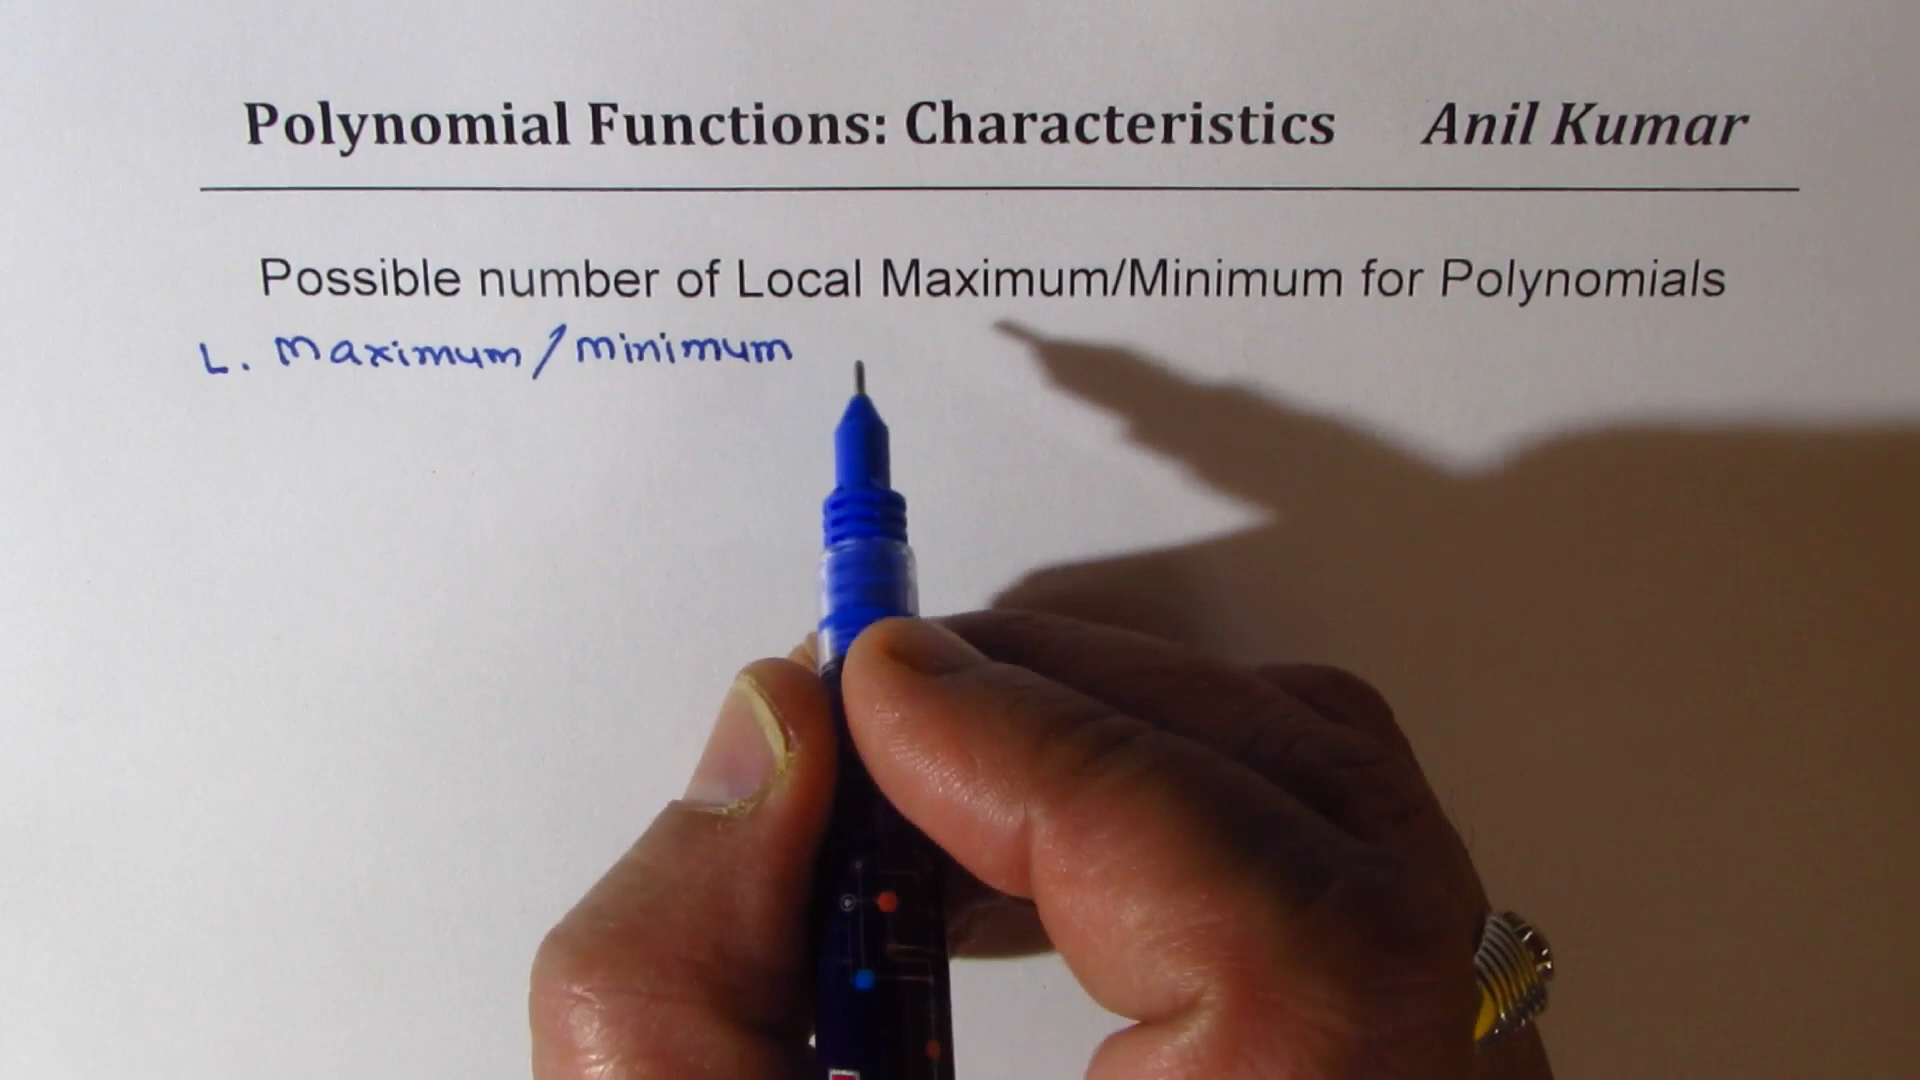 Polynomial Functions: Characteristics Anil Kumar
Possible number of Local Maximum/Minimum for Polynomials
L. Maximum/minimum